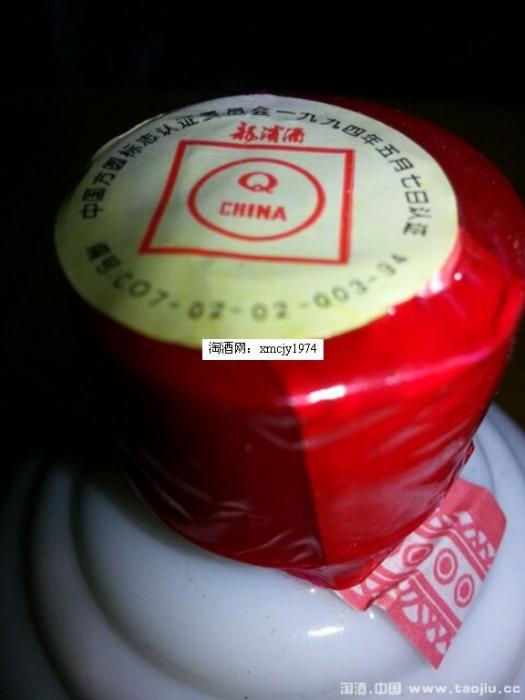 中国方圆标志认证委员会一九九四年五月七日认证
龙滨酒
Q
CHINA
编号C07-02-02-003-94
淘酒网：xmcjy1974
淘酒.中国 www.taojiu.cc